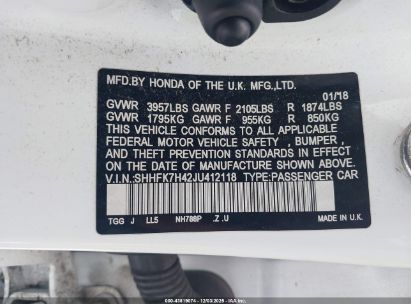 MFD.BY HONDA OF THE U.K. MFG.,LTD.
01/18
GVWR 3957LBS GAWR F 2105LBS R 1874LBS
GVWR 1795KG GAWR F 955KG R 850KG
THIS VEHICLE CONFORMS TO ALL APPLICABLE
FEDERAL MOTOR VEHICLE SAFETY , BUMPER ,
AND THEFT PREVENTION STANDARDS IN EFFECT
ON THE DATE OF MANUFACTURE SHOWN ABOVE.
V.I.N.:SHHFK7H42JU412118 TYPE:PASSENGER CAR
TGG J LL5 NH788P .Z .U MADE IN U.K.